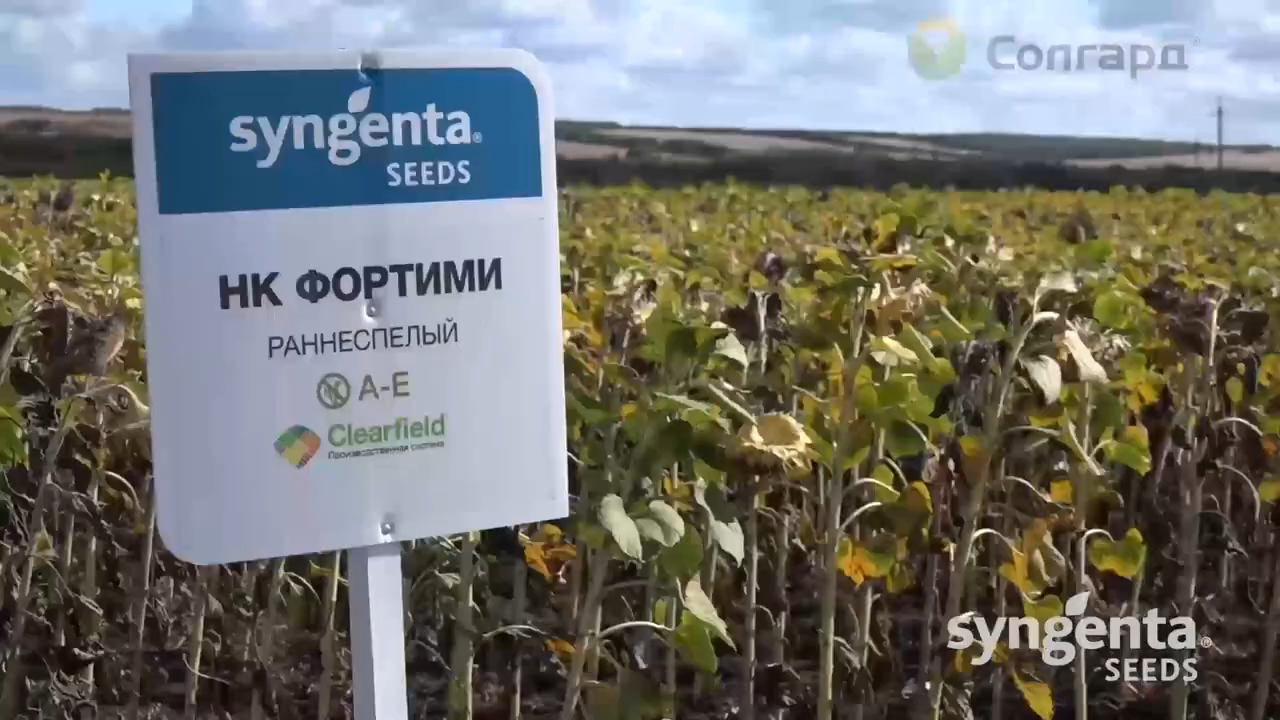 Солгард
syngenta
SEEDS
НК ФОРТИМИ
РАННЕСПЕЛЫЙ
A-E
Clearfield
Производственная система
syngenta
SEEDS